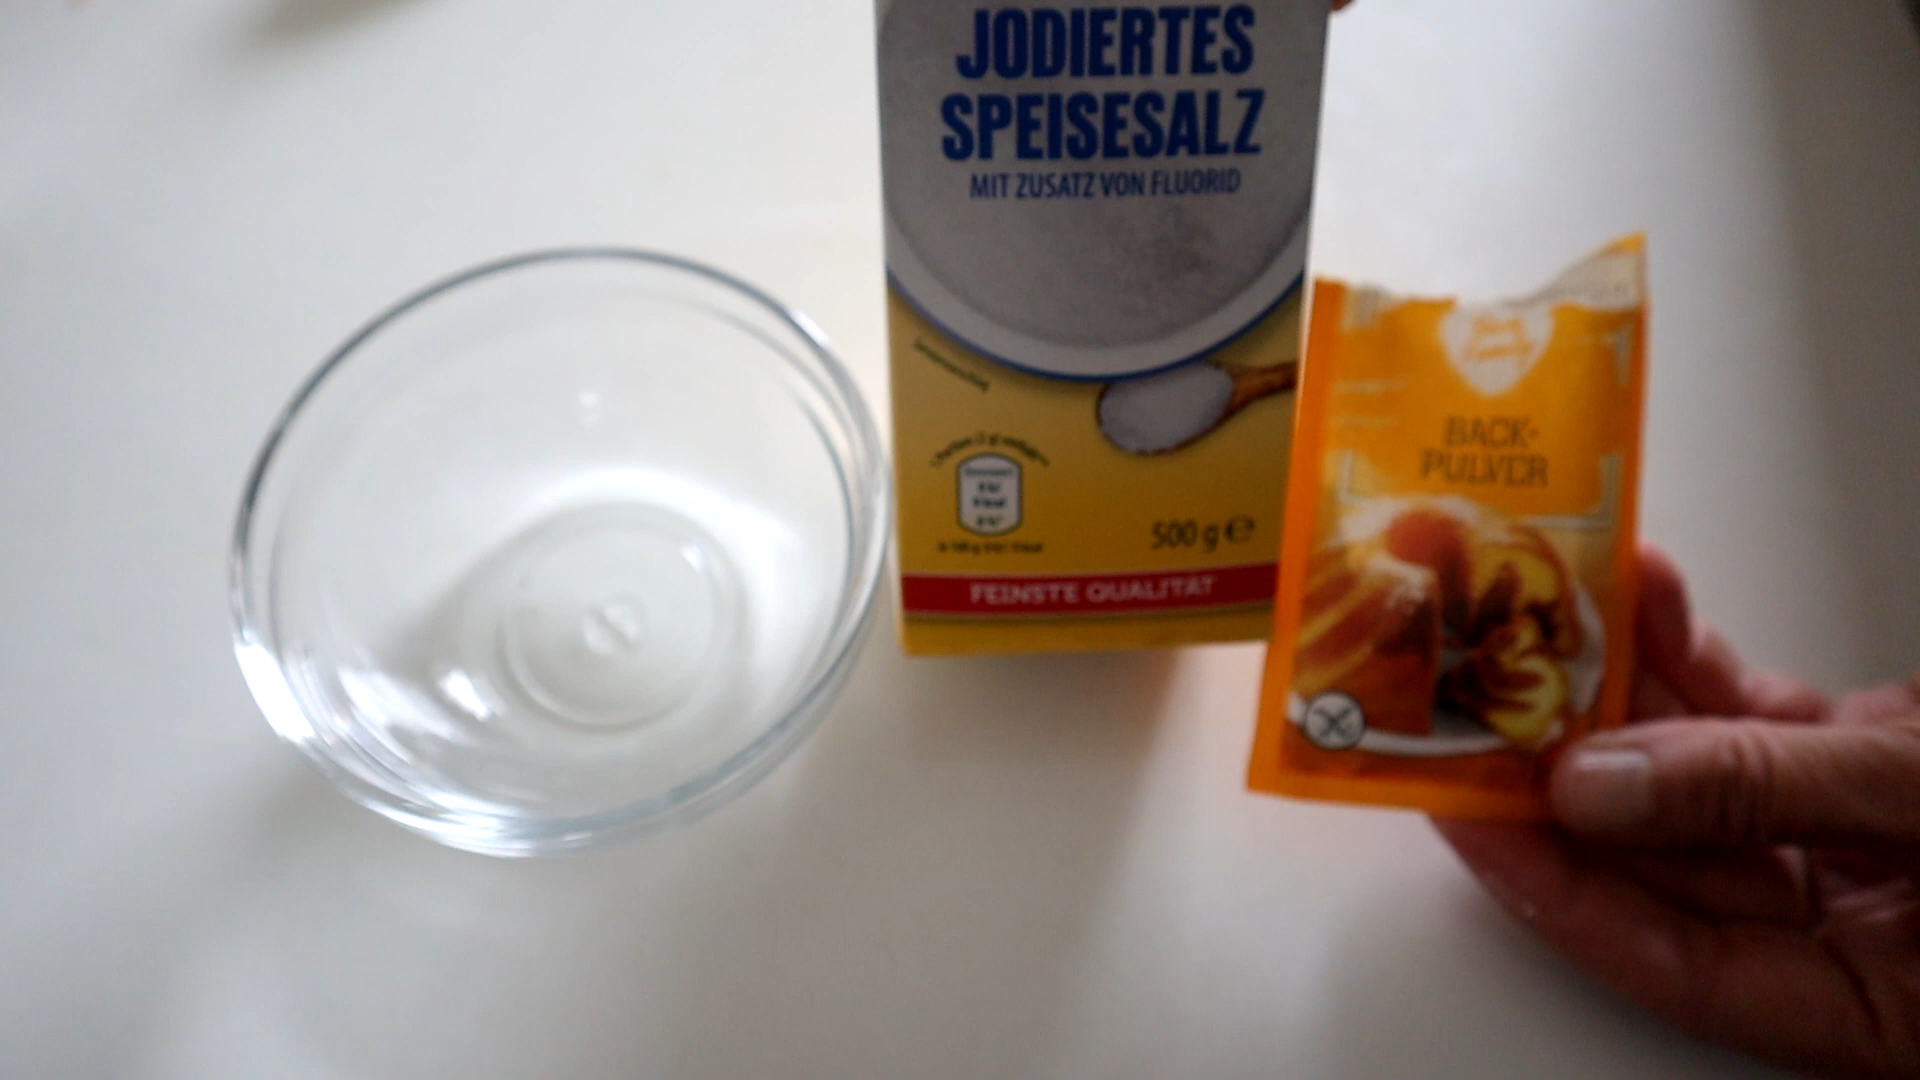 JODIERTES
SPEISESALZ
MIT ZUSATZ VON FLUORID
500 g e
FEINSTE QUALITÄT
BACK-
PULVER